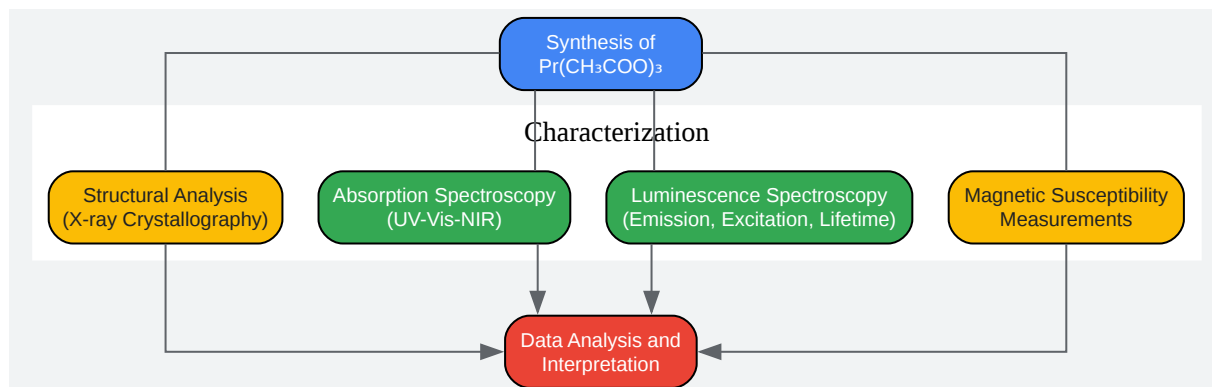 Synthesis of
Pr(CH₃COO)₃
Characterization
Structural Analysis
(X-ray Crystallography)
Absorption Spectroscopy
(UV-Vis-NIR)
Luminescence Spectroscopy
(Emission, Excitation, Lifetime)
Magnetic Susceptibility
Measurements
Data Analysis and
Interpretation